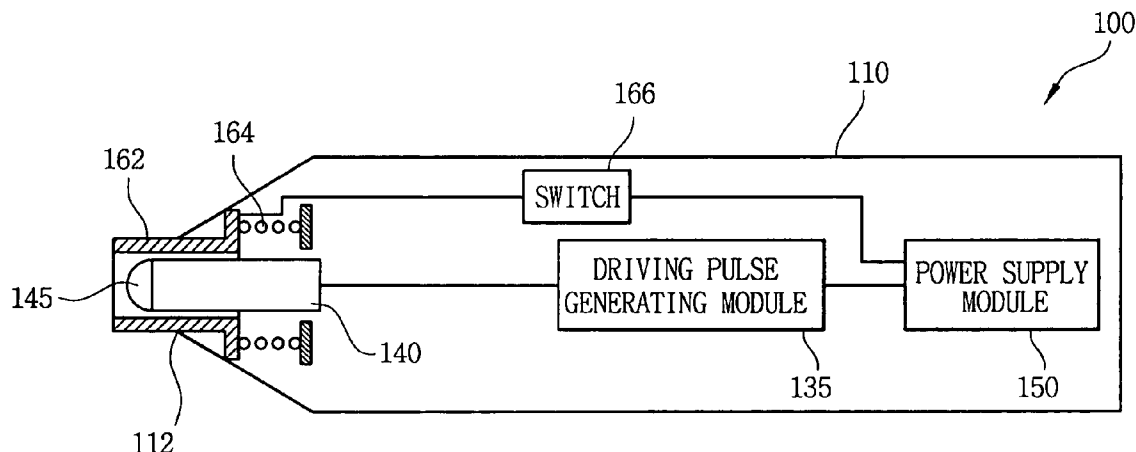 100
110
166
164
162
SWITCH
DRIVING PULSE
GENERATING MODULE
POWER SUPPLY
MODULE
145
140
135
150
112